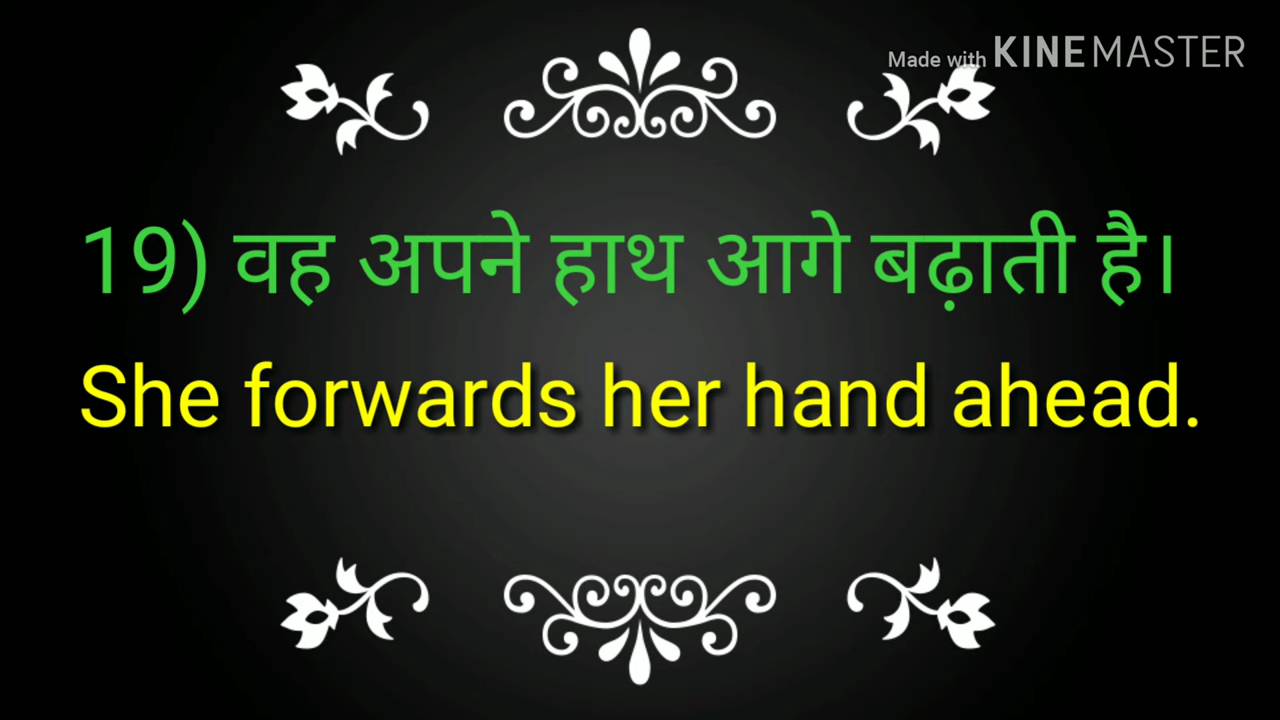 Made with KINEMASTER
19) वह अपने हाथ आगे बढ़ाती है।
She forwards her hand ahead.